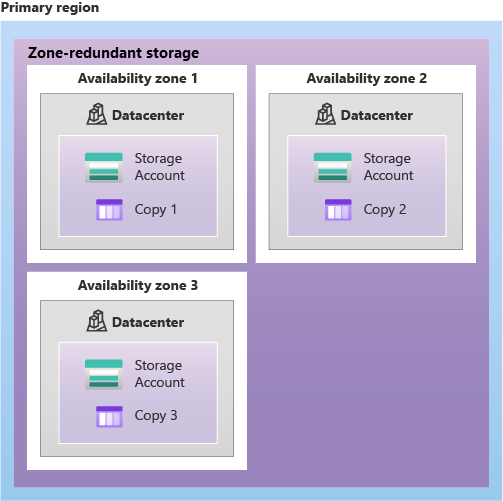 Primary region
Zone-redundant storage
Availability zone 1
Datacenter
Storage
Account
Copy 1
Availability zone 2
Datacenter
Storage
Account
Copy 2
Availability zone 3
Datacenter
Storage
Account
Copy 3